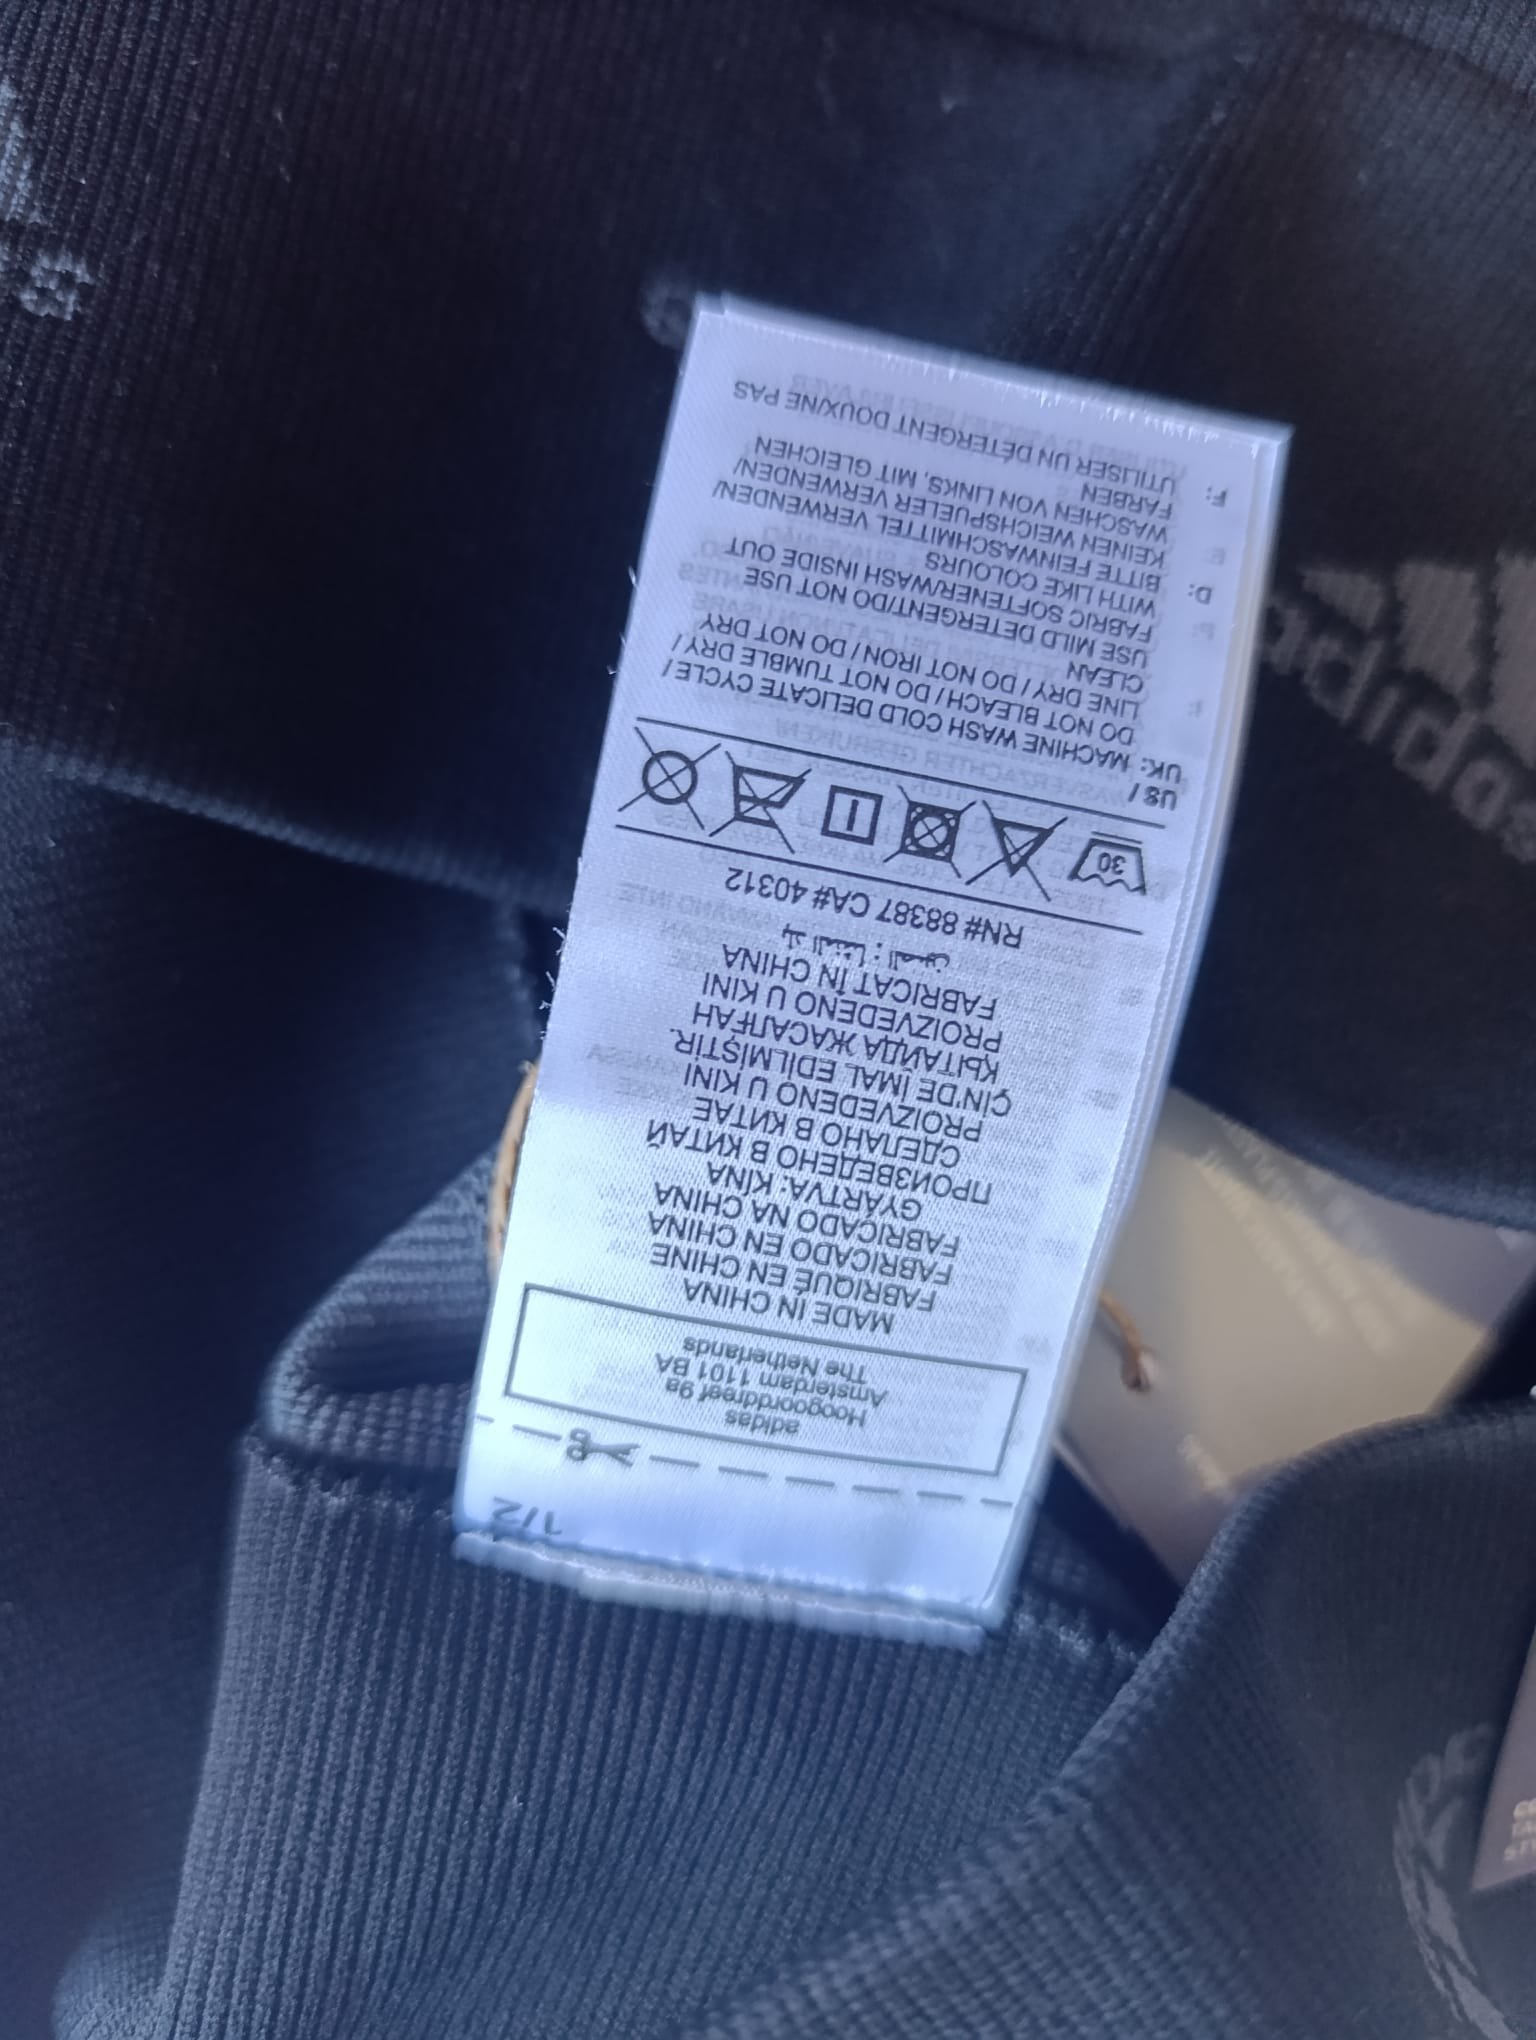 1/2
adidas
Hoogoorddreef 9a
Amsterdam 1101 BA
The Netherlands
MADE IN CHINA
FABRIQUÉ EN CHINE
FABRICADO EN CHINA
FABRICADO NA CHINA
GYÁRTVA: KÍNA
ПРОИЗВЕДЕНО В КИТАЙ
СДЕЛАНО В КИТАЕ
PROIZVEDENO U KINI
ÇİN'DE İMAL EDİLMİŞTİR.
ҚЫТАЙДА ЖАСАЛҒАН
PROIZVEDENO U KINI
FABRICAT ÎN CHINA
بلد المنشأ : الصين
RN# 88387 CA# 40312
30
US /
UK: MACHINE WASH COLD DELICATE CYCLE /
DO NOT BLEACH / DO NOT TUMBLE DRY /
LINE DRY / DO NOT IRON / DO NOT DRY
CLEAN
USE MILD DETERGENT/DO NOT USE
FABRIC SOFTENER/WASH INSIDE OUT
WITH LIKE COLOURS
D: BITTE FEINWASCHMITTEL VERWENDEN/
KEINEN WEICHSPUELER VERWENDEN/
WASCHEN VON LINKS, MIT GLEICHEN
FARBEN
F: UTILISER UN DÉTERGENT DOUX/NE PAS
adidas